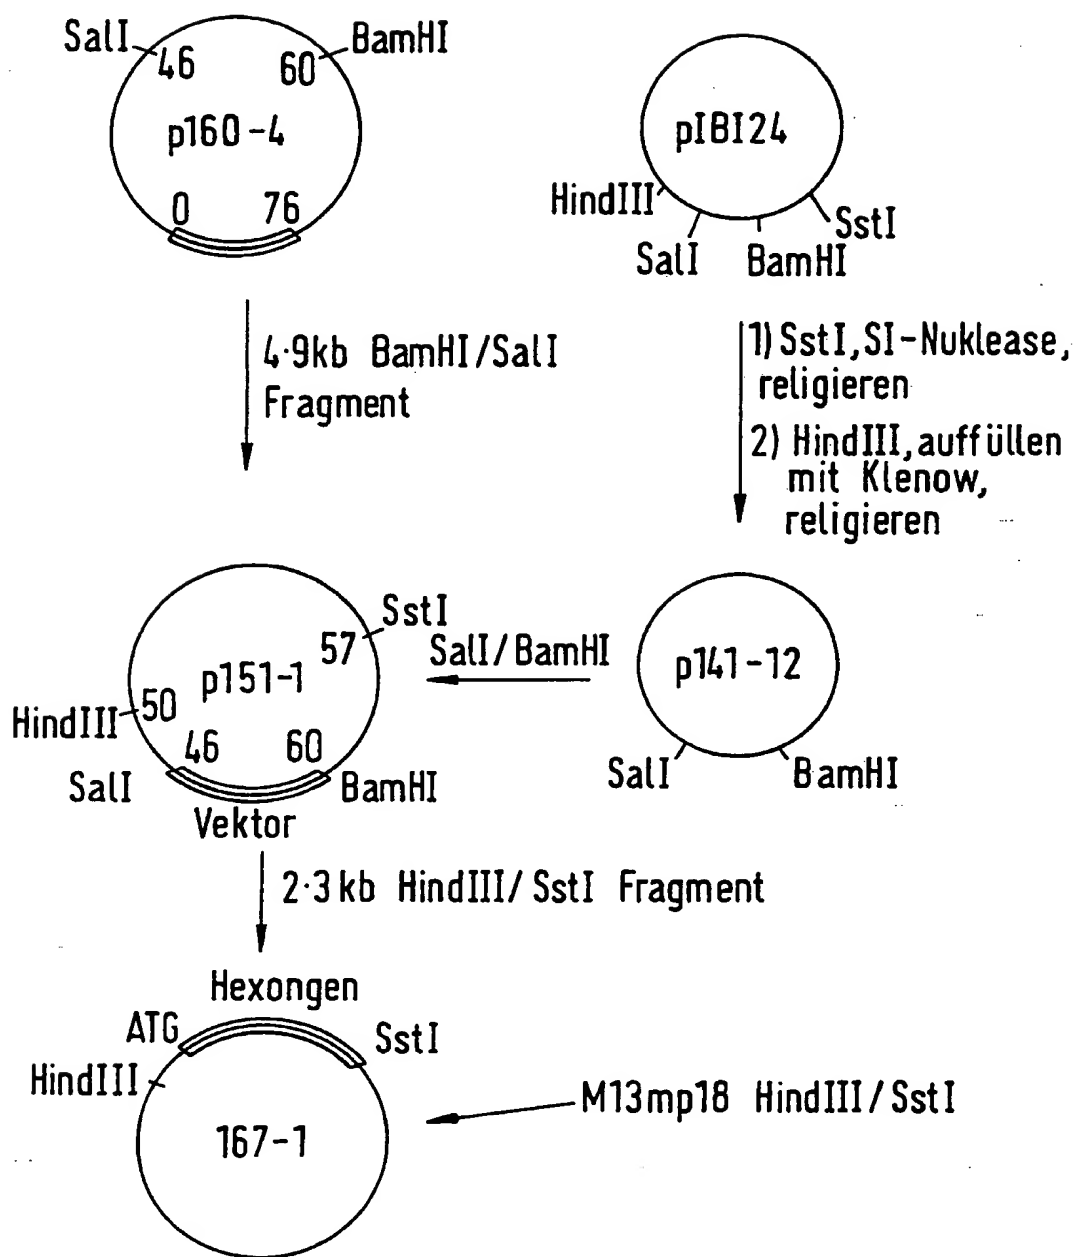 SalI
46
60
BamHI
p160-4
0
76
pIBI24
HindIII
SalI
BamHI
SstI
4·9kb BamHI/SalI
Fragment
1) SstI, SI-Nuklease,
religieren
2) HindIII, auffüllen
mit Klenow,
religieren
SstI
57
p151-1
HindIII
50
46
60
SalI
BamHI
Vektor
SalI/BamHI
p141-12
SalI
BamHI
2·3kb HindIII/SstI Fragment
Hexongen
ATG
SstI
HindIII
167-1
M13mp18 HindIII/SstI